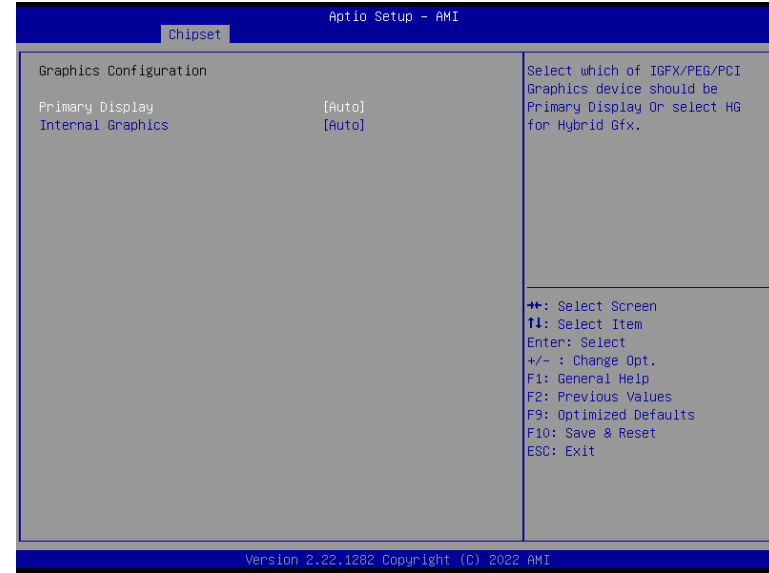 Aptio Setup – AMI
Chipset
Graphics Configuration
Primary Display [Auto]
Internal Graphics [Auto]
Select which of IGFX/PEG/PCI
Graphics device should be
Primary Display Or select HG
for Hybrid Gfx.
→←: Select Screen
↑↓: Select Item
Enter: Select
+/- : Change Opt.
F1: General Help
F2: Previous Values
F9: Optimized Defaults
F10: Save & Reset
ESC: Exit
Version 2.22.1282 Copyright (C) 2022 AMI